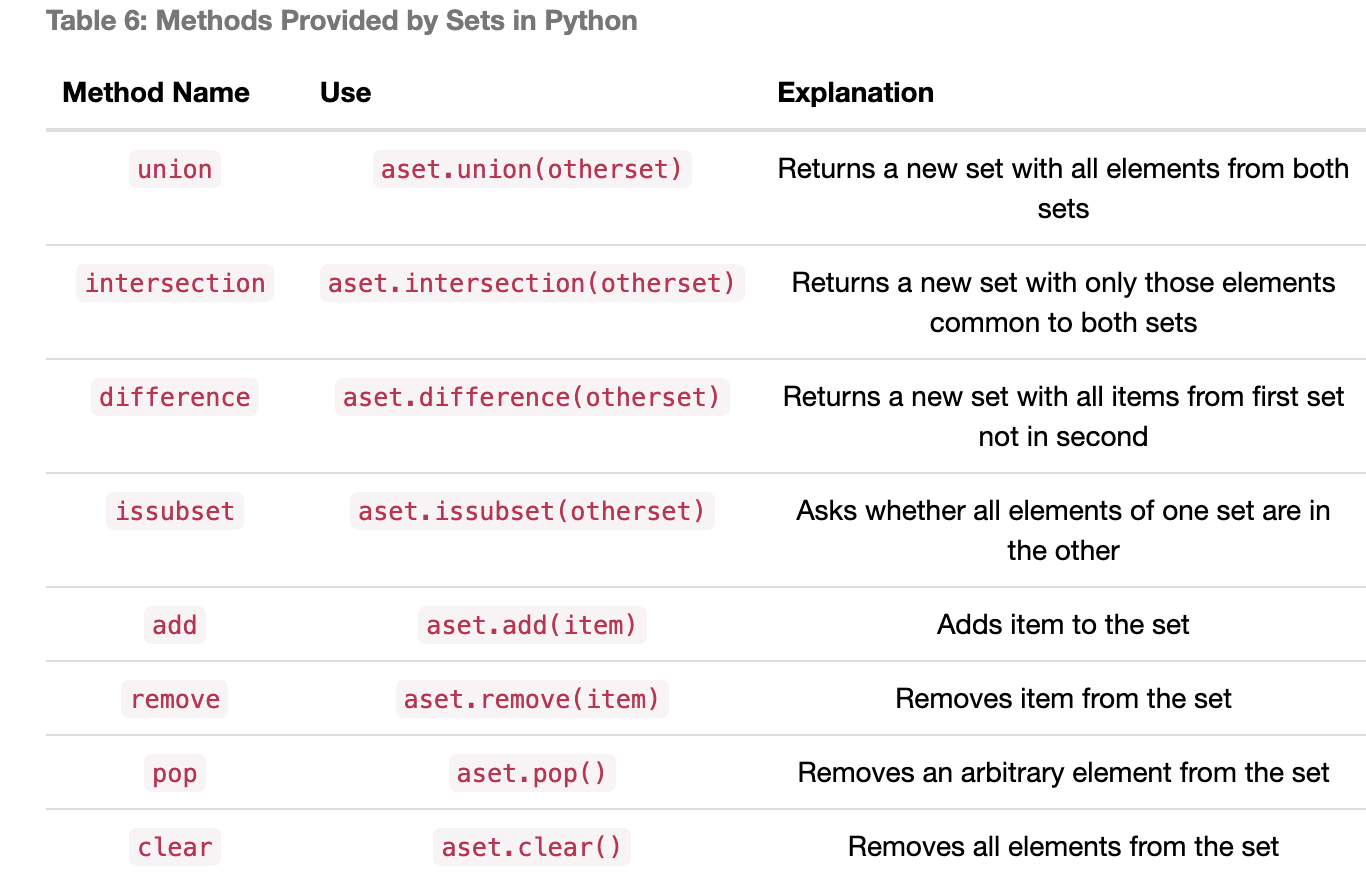 Table 6: Methods Provided by Sets in Python
Method Name Use Explanation
union aset.union(otherset) Returns a new set with all elements from both
sets
intersection aset.intersection(otherset) Returns a new set with only those elements
common to both sets
difference aset.difference(otherset) Returns a new set with all items from first set
not in second
issubset aset.issubset(otherset) Asks whether all elements of one set are in
the other
add aset.add(item) Adds item to the set
remove aset.remove(item) Removes item from the set
pop aset.pop() Removes an arbitrary element from the set
clear aset.clear() Removes all elements from the set